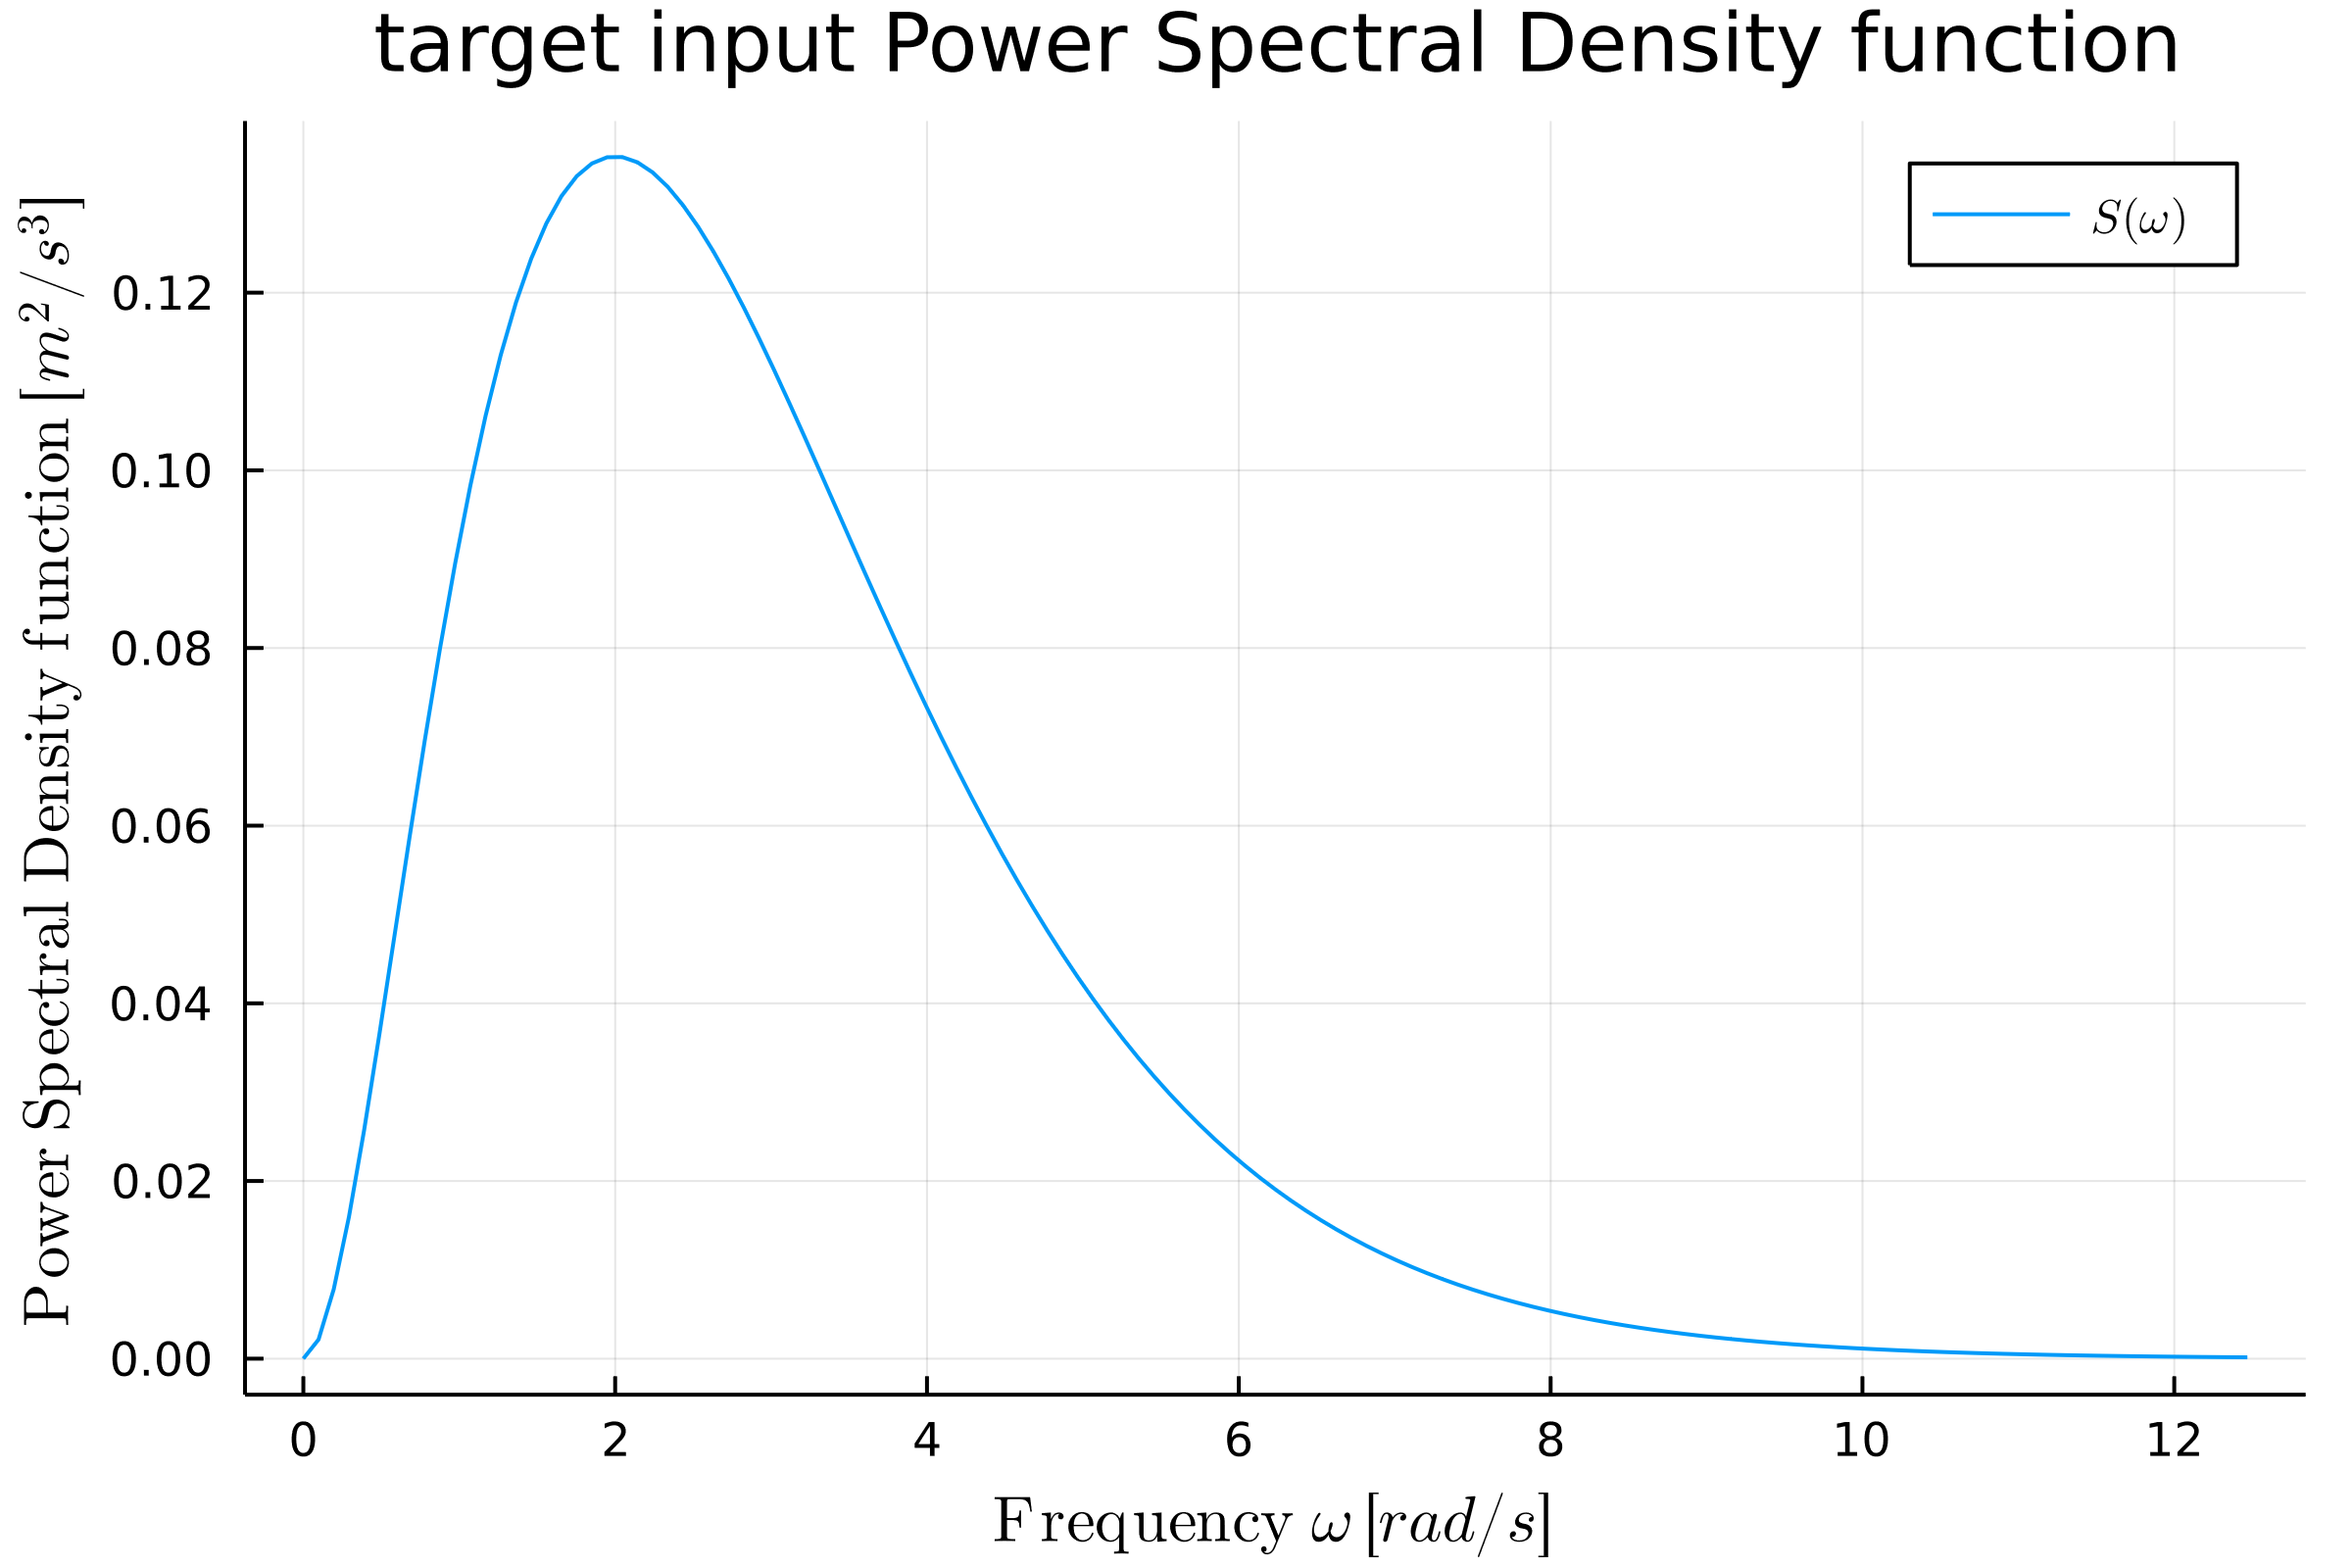 target input Power Spectral Density function
Power Spectral Density function [m²/s³]
S(ω)
0.12
0.10
0.08
0.06
0.04
0.02
0.00
0 2 4 6 8 10 12
Frequency ω [rad/s]